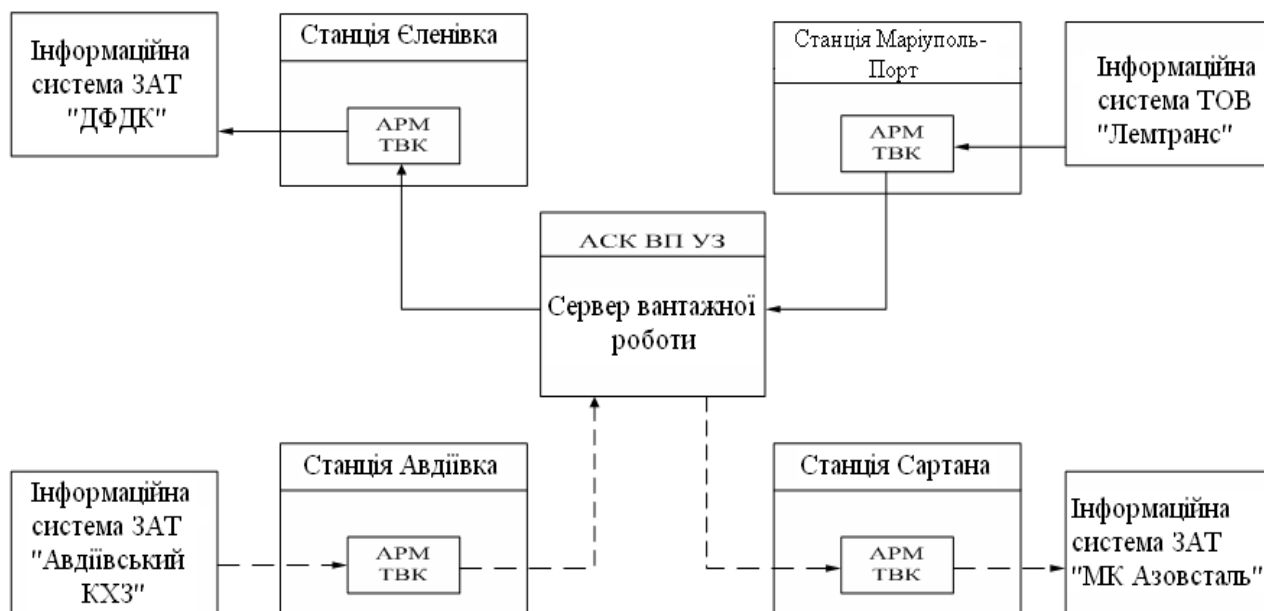 Інформаційна
система ЗАТ
"ДФДК"
Станція Єленівка
АРМ
ТВК
Станція Маріуполь-
Порт
АРМ
ТВК
Інформаційна
система ТОВ
"Лемтранс"
АСК ВП УЗ
Сервер вантажної
роботи
Інформаційна
система ЗАТ
"Авдіївський
КХЗ"
Станція Авдіївка
АРМ
ТВК
Станція Сартана
АРМ
ТВК
Інформаційна
система ЗАТ
"МК Азовсталь"